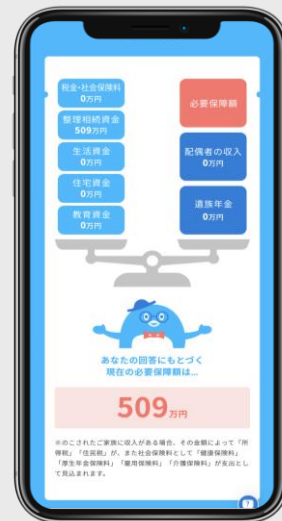 税金・社会保険料
0万円
整理相続資金
509万円
生活資金
0万円
住宅資金
0万円
教育資金
0万円
必要保障額
配偶者の収入
0万円
遺族年金
0万円
あなたの回答にもとづく
現在の必要保障額は...
509万円
※のこされたご家族に収入がある場合、その金額によって「所
得税」「住民税」が、また社会保険料として「健康保険料」
「厚生年金保険料」「雇用保険料」「介護保険料」が支出とし
て見込まれます。
?